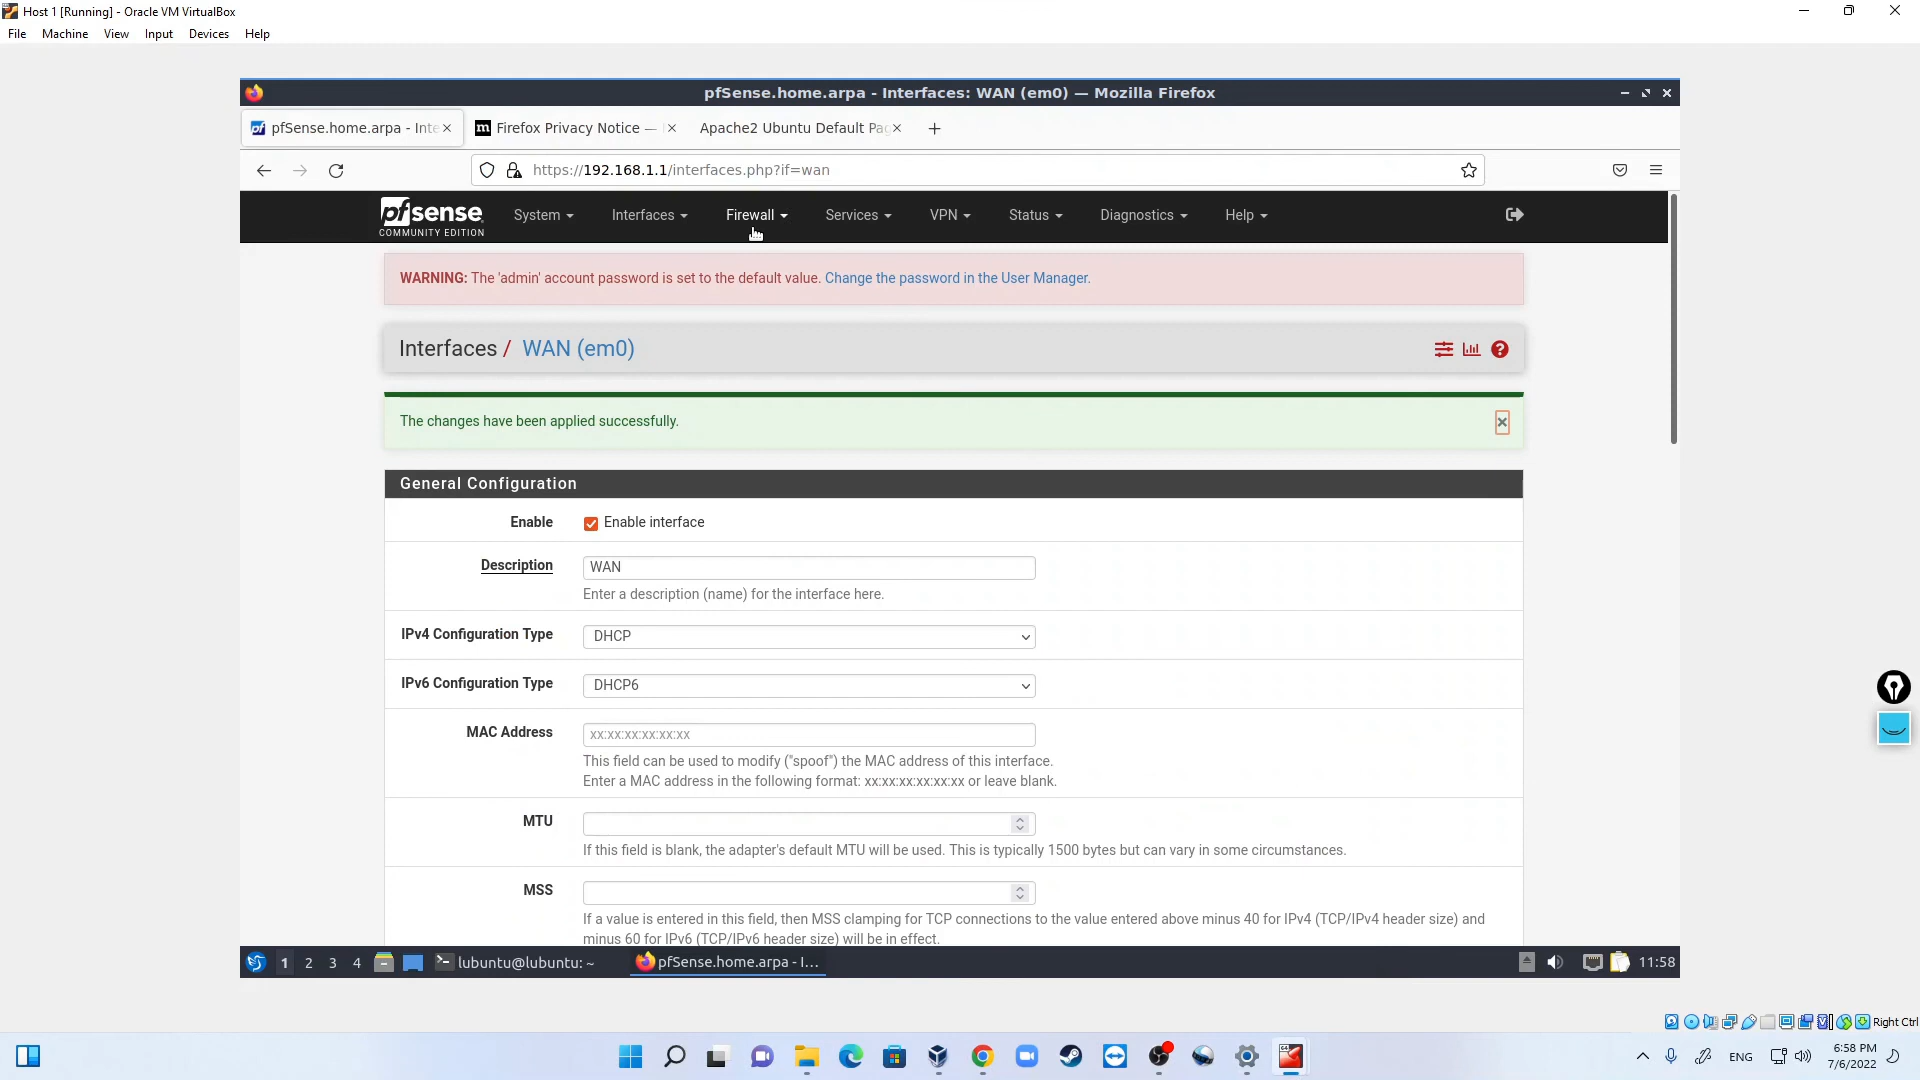 Host 1 [Running] - Oracle VM VirtualBox
File Machine View Input Devices Help
pfSense.home.arpa - Interfaces: WAN (em0) — Mozilla Firefox
pfSense.home.arpa - Inte
Firefox Privacy Notice —
Apache2 Ubuntu Default Pag
https://192.168.1.1/interfaces.php?if=wan
pfsense
COMMUNITY EDITION
System Interfaces Firewall Services VPN Status Diagnostics Help
WARNING: The 'admin' account password is set to the default value. Change the password in the User Manager.
Interfaces / WAN (em0)
The changes have been applied successfully.
General Configuration
Enable Enable interface
Description WAN
Enter a description (name) for the interface here.
IPv4 Configuration Type DHCP
IPv6 Configuration Type DHCP6
MAC Address xx:xx:xx:xx:xx:xx
This field can be used to modify ("spoof") the MAC address of this interface.
Enter a MAC address in the following format: xx:xx:xx:xx:xx:xx or leave blank.
MTU
If this field is blank, the adapter's default MTU will be used. This is typically 1500 bytes but can vary in some circumstances.
MSS
If a value is entered in this field, then MSS clamping for TCP connections to the value entered above minus 40 for IPv4 (TCP/IPv4 header size) and
minus 60 for IPv6 (TCP/IPv6 header size) will be in effect.
1 2 3 4 lubuntu@lubuntu: ~ pfSense.home.arpa - I... 11:58
Right Ctrl
ENG
6:58 PM
7/6/2022